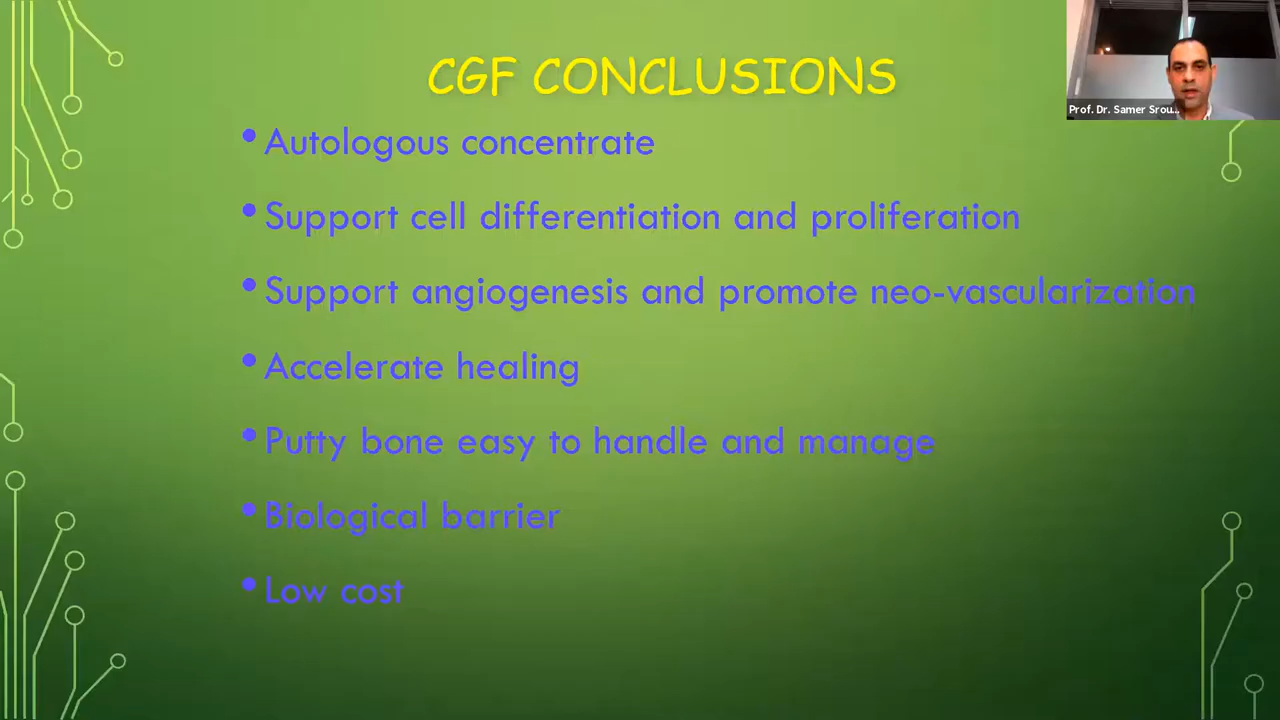 CGF CONCLUSIONS
Prof. Dr. Samer Srou...
• Autologous concentrate
• Support cell differentiation and proliferation
• Support angiogenesis and promote neo-vascularization
• Accelerate healing
• Putty bone easy to handle and manage
• Biological barrier
• Low cost